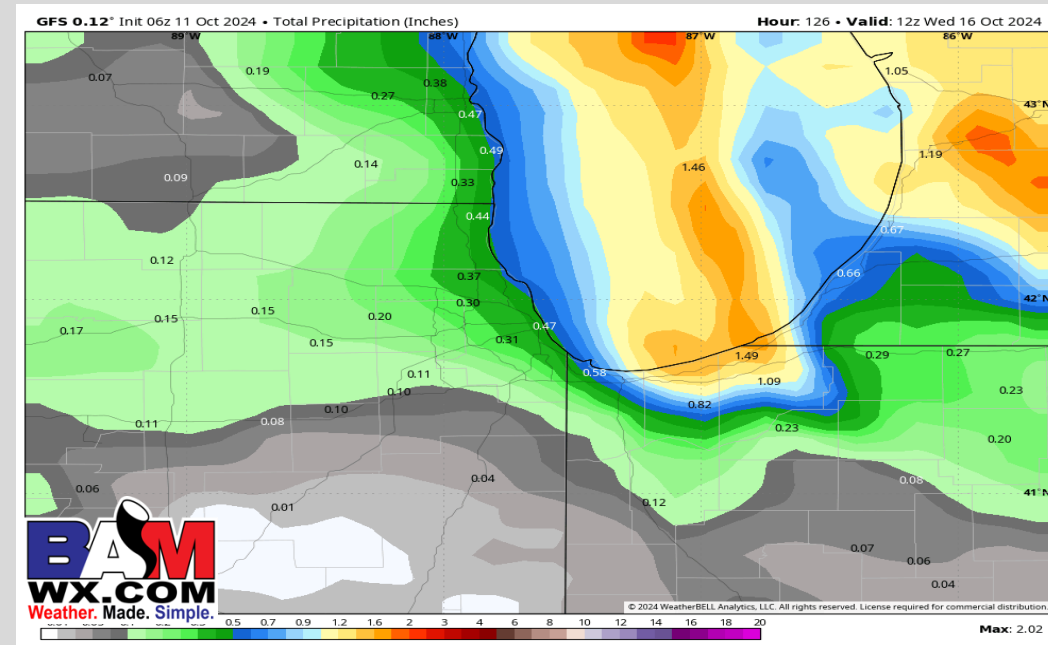 GFS 0.12° Init 06z 11 Oct 2024 • Total Precipitation (Inches)
Hour: 126 • Valid: 12z Wed 16 Oct 2024
89°W 88°W 87°W 86°W
0.07 0.19 0.38 1.05
0.27 43°N
0.47
0.49 1.19
0.14 1.46
0.09 0.33
0.44
0.67
0.12
0.37 0.66
0.30 42°N
0.15 0.15 0.20
0.17 0.47
0.15 0.31
1.49 0.29 0.27
0.11 0.58
1.09
0.10 0.23
0.10 0.82
0.11 0.08 0.23
0.20
0.04 0.08
0.06 41°N
0.01 0.12
BAM
WX.COM
Weather. Made. Simple.
0.07
0.06
0.04
© 2024 WeatherBELL Analytics, LLC. All rights reserved. License required for commercial distribution.
0.5 0.7 0.9 1.2 1.6 2 3 4 6 8 10 12 14 16 18 20
Max: 2.02